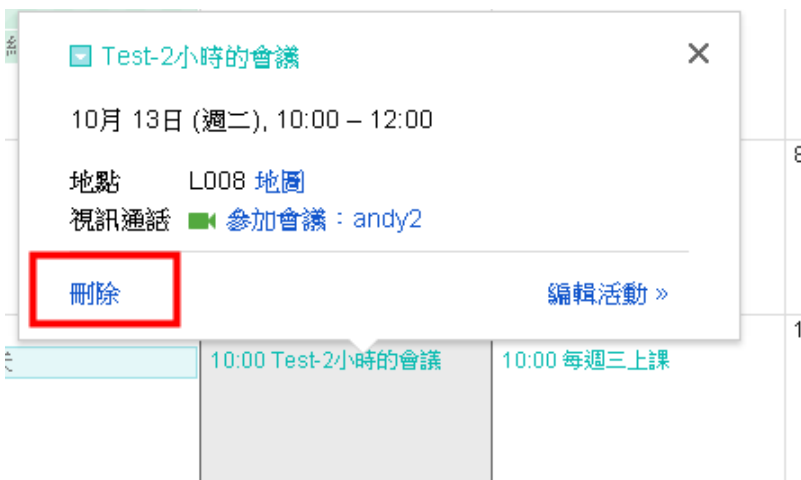 Test-2小時的會議
10月 13日 (週二), 10:00 – 12:00
地點 L008 地圖
視訊通話 參加會議：andy2
刪除 編輯活動 »
8
1
10:00 Test-2小時的會議 10:00 每週三上課